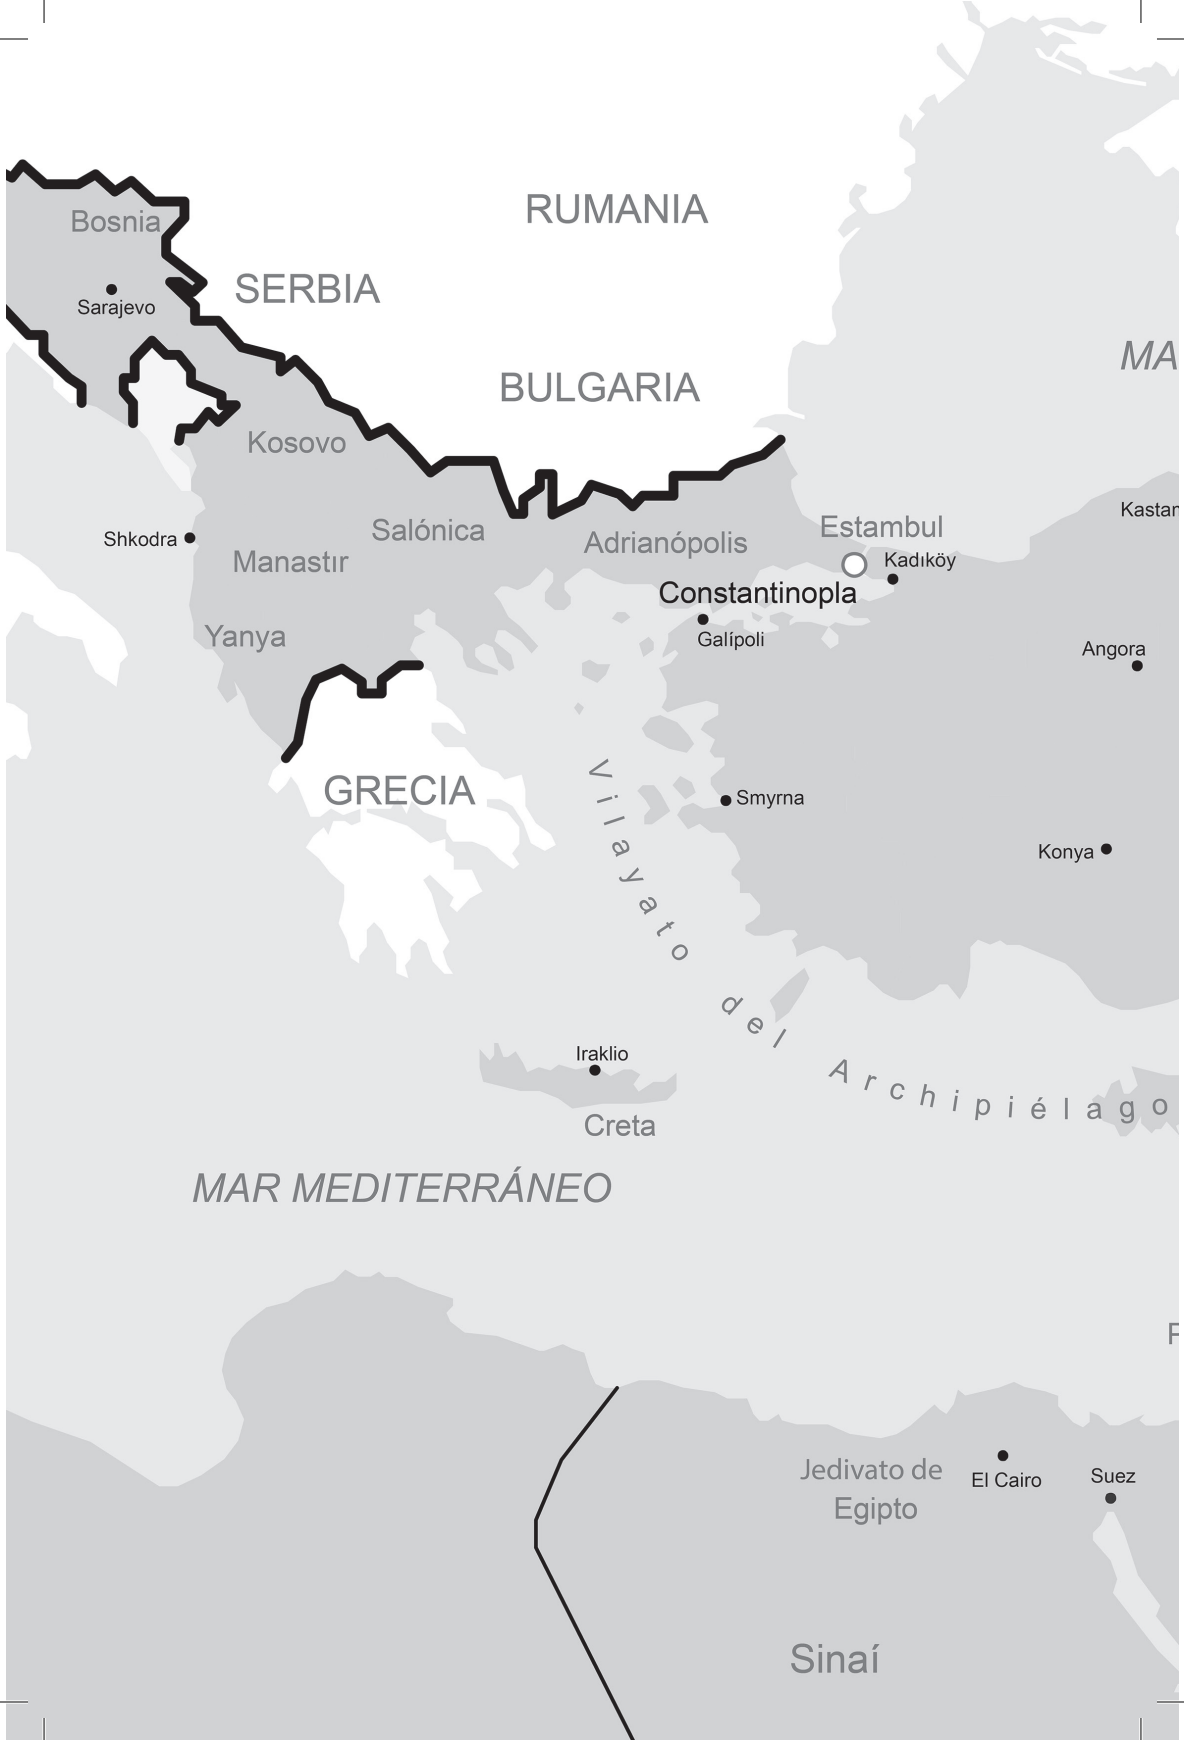 RUMANIA
Bosnia
SERBIA
Sarajevo
MA
BULGARIA
Kosovo
Kastan
Salónica
Estambul
Shkodra
Adrianópolis
Manastır
Kadıköy
Constantinopla
Yanya
Galípoli
Angora
GRECIA
Smyrna
Konya
Vilayato del Archipiélago
Iraklio
Creta
MAR MEDITERRÁNEO
Jedivato de
Egipto
El Cairo
Suez
Sinaí